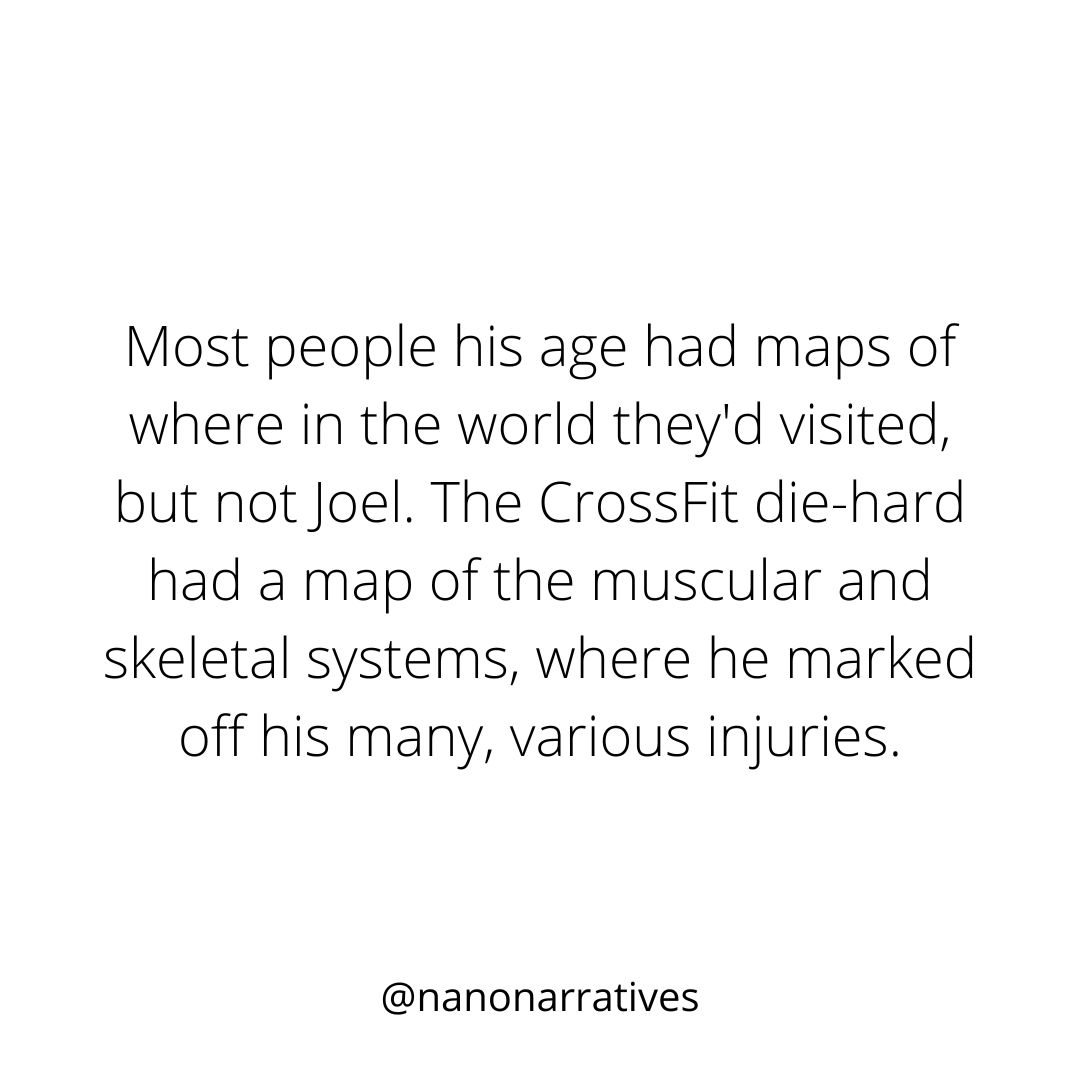 Most people his age had maps of
where in the world they'd visited,
but not Joel. The CrossFit die-hard
had a map of the muscular and
skeletal systems, where he marked
off his many, various injuries.
@nanonarratives